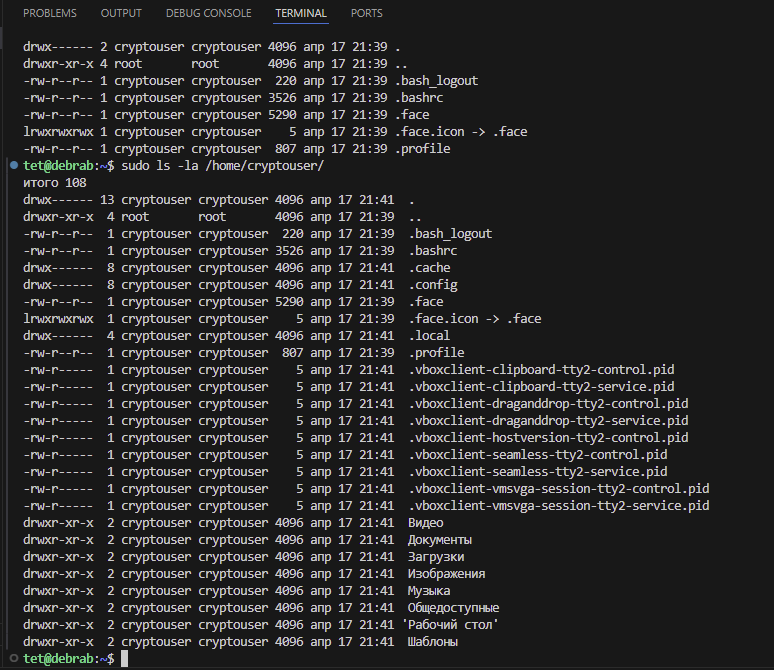 PROBLEMS OUTPUT DEBUG CONSOLE TERMINAL PORTS
drwx------ 2 cryptouser cryptouser 4096 апр 17 21:39 .
drwxr-xr-x 4 root       root       4096 апр 17 21:39 ..
-rw-r--r-- 1 cryptouser cryptouser  220 апр 17 21:39 .bash_logout
-rw-r--r-- 1 cryptouser cryptouser 3526 апр 17 21:39 .bashrc
-rw-r--r-- 1 cryptouser cryptouser 5290 апр 17 21:39 .face
lrwxrwxrwx 1 cryptouser cryptouser    5 апр 17 21:39 .face.icon -> .face
-rw-r--r-- 1 cryptouser cryptouser  807 апр 17 21:39 .profile
tet@debrab:~$ sudo ls -la /home/cryptouser/
итого 108
drwx------ 13 cryptouser cryptouser 4096 апр 17 21:41  .
drwxr-xr-x  4 root       root       4096 апр 17 21:39  ..
-rw-r--r--  1 cryptouser cryptouser  220 апр 17 21:39  .bash_logout
-rw-r--r--  1 cryptouser cryptouser 3526 апр 17 21:39  .bashrc
drwx------  8 cryptouser cryptouser 4096 апр 17 21:41  .cache
drwx------  8 cryptouser cryptouser 4096 апр 17 21:41  .config
-rw-r--r--  1 cryptouser cryptouser 5290 апр 17 21:39  .face
lrwxrwxrwx  1 cryptouser cryptouser    5 апр 17 21:39  .face.icon -> .face
drwx------  4 cryptouser cryptouser 4096 апр 17 21:41  .local
-rw-r--r--  1 cryptouser cryptouser  807 апр 17 21:39  .profile
-rw-r-----  1 cryptouser cryptouser    5 апр 17 21:41  .vboxclient-clipboard-tty2-control.pid
-rw-r-----  1 cryptouser cryptouser    5 апр 17 21:41  .vboxclient-clipboard-tty2-service.pid
-rw-r-----  1 cryptouser cryptouser    5 апр 17 21:41  .vboxclient-draganddrop-tty2-control.pid
-rw-r-----  1 cryptouser cryptouser    5 апр 17 21:41  .vboxclient-draganddrop-tty2-service.pid
-rw-r-----  1 cryptouser cryptouser    5 апр 17 21:41  .vboxclient-hostversion-tty2-control.pid
-rw-r-----  1 cryptouser cryptouser    5 апр 17 21:41  .vboxclient-seamless-tty2-control.pid
-rw-r-----  1 cryptouser cryptouser    5 апр 17 21:41  .vboxclient-seamless-tty2-service.pid
-rw-r-----  1 cryptouser cryptouser    5 апр 17 21:41  .vboxclient-vmsvga-session-tty2-control.pid
-rw-r-----  1 cryptouser cryptouser    5 апр 17 21:41  .vboxclient-vmsvga-session-tty2-service.pid
drwxr-xr-x  2 cryptouser cryptouser 4096 апр 17 21:41  Видео
drwxr-xr-x  2 cryptouser cryptouser 4096 апр 17 21:41  Документы
drwxr-xr-x  2 cryptouser cryptouser 4096 апр 17 21:41  Загрузки
drwxr-xr-x  2 cryptouser cryptouser 4096 апр 17 21:41  Изображения
drwxr-xr-x  2 cryptouser cryptouser 4096 апр 17 21:41  Музыка
drwxr-xr-x  2 cryptouser cryptouser 4096 апр 17 21:41  Общедоступные
drwxr-xr-x  2 cryptouser cryptouser 4096 апр 17 21:41 'Рабочий стол'
drwxr-xr-x  2 cryptouser cryptouser 4096 апр 17 21:41  Шаблоны
tet@debrab:~$